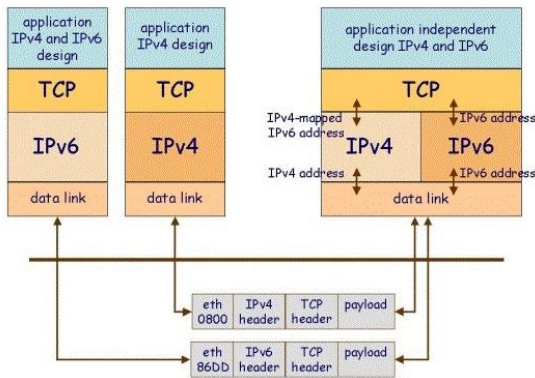 application
IPv4 and IPv6
design
TCP
IPv6
data link
application
IPv4 design
TCP
IPv4
data link
application independent
design IPv4 and IPv6
TCP
IPv4-mapped
IPv6 address
IPv6 address
IPv4
IPv6
IPv4 address
IPv6 address
data link
eth
0800
IPv4
header
TCP
header
payload
eth
86DD
IPv6
header
TCP
header
payload